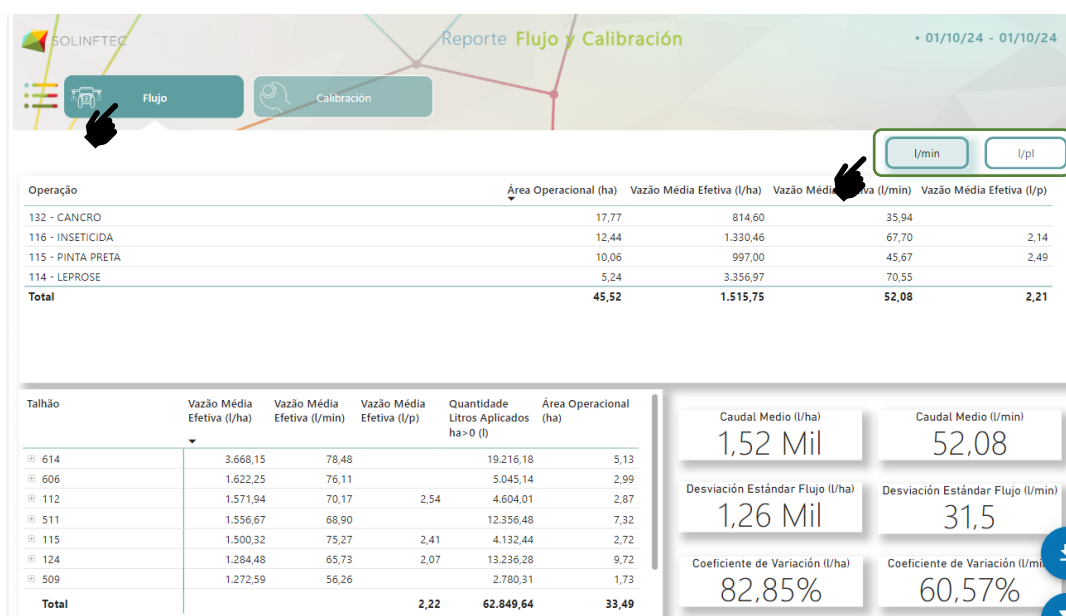 SOLINFTEC
Reporte Flujo y Calibración
• 01/10/24 - 01/10/24
Flujo
Calibración
l/min
l/pl
Operação Área Operacional (ha) Vazão Média Efetiva (l/ha) Vazão Média (l/min) Vazão Média Efetiva (l/p)
132 - CANCRO 17,77 814,60 35,94
116 - INSETICIDA 12,44 1.330,46 67,70 2,14
115 - PINTA PRETA 10,06 997,00 45,67 2,49
114 - LEPROSE 5,24 3.356,97 70,55
Total 45,52 1.515,75 52,08 2,21
Talhão Vazão Média Vazão Média Vazão Média Quantidade Área Operacional
Efetiva (l/ha) Efetiva (l/min) Efetiva (l/p) Litros Aplicados (ha)
ha>0 (l)
614 3.668,15 78,48 19.216,18 5,13
606 1.622,25 76,11 5.045,14 2,99
112 1.571,94 70,17 2,54 4.604,01 2,87
511 1.556,67 68,90 12.356,48 7,32
115 1.500,32 75,27 2,41 4.132,44 2,72
124 1.284,48 65,73 2,07 13.236,28 9,72
509 1.272,59 56,26 2.780,31 1,73
Total 2,22 62.849,64 33,49
Caudal Medio (l/ha)
1,52 Mil
Caudal Medio (l/min)
52,08
Desviación Estándar Flujo (l/ha)
1,26 Mil
Desviación Estándar Flujo (l/min)
31,5
Coeficiente de Variación (l/ha)
82,85%
Coeficiente de Variación
60,57%